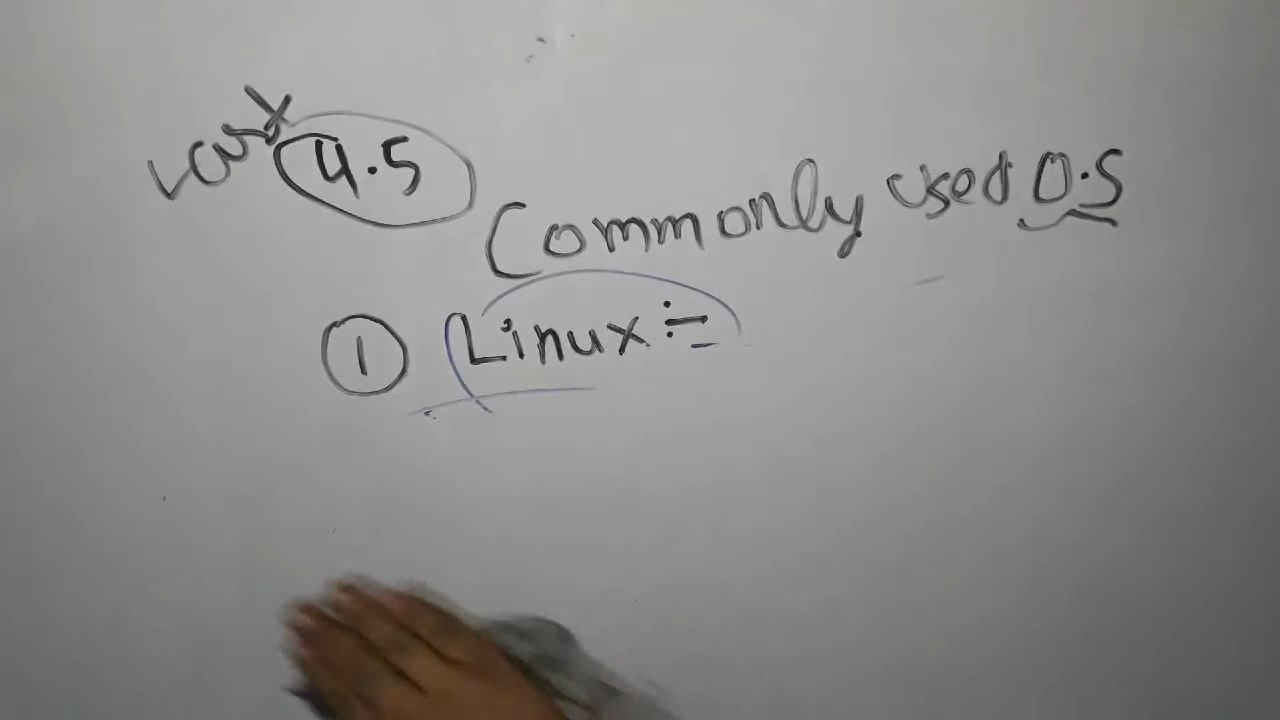 4.5
Commonly used O.S
① Linux :-